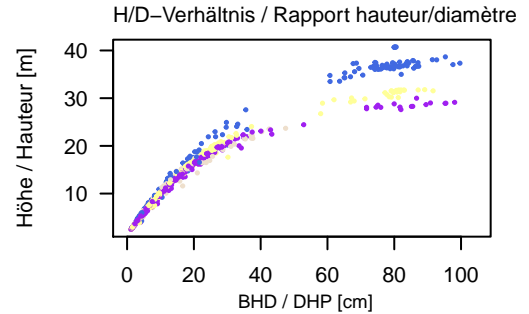 H/D−Verhältnis / Rapport hauteur/diamètre
Höhe / Hauteur [m]
40
30
20
10
0 20 40 60 80 100
BHD / DHP [cm]